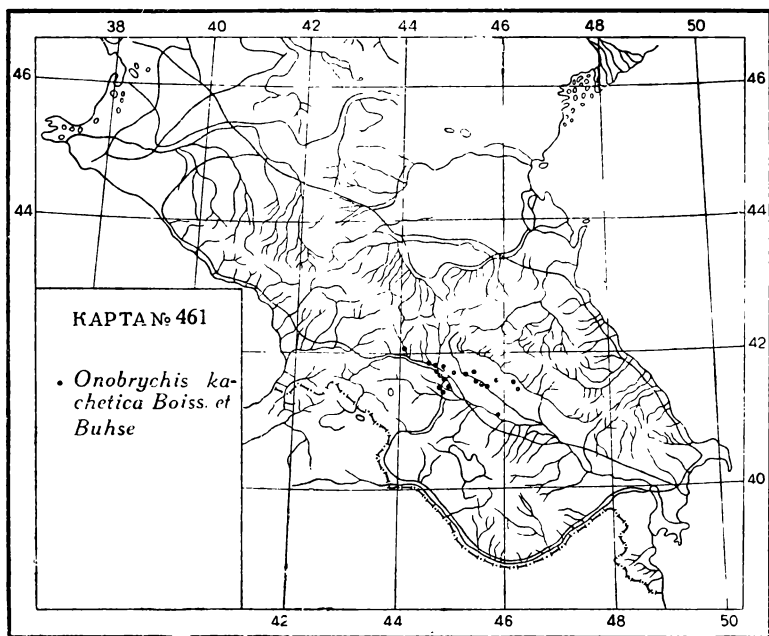 38 40 42 44 46 48 50
46 46
44 44
КАРТА № 461
42
• Onobrychis ka-
chetica Boiss. et
Buhse
40
42 44 46 48 50